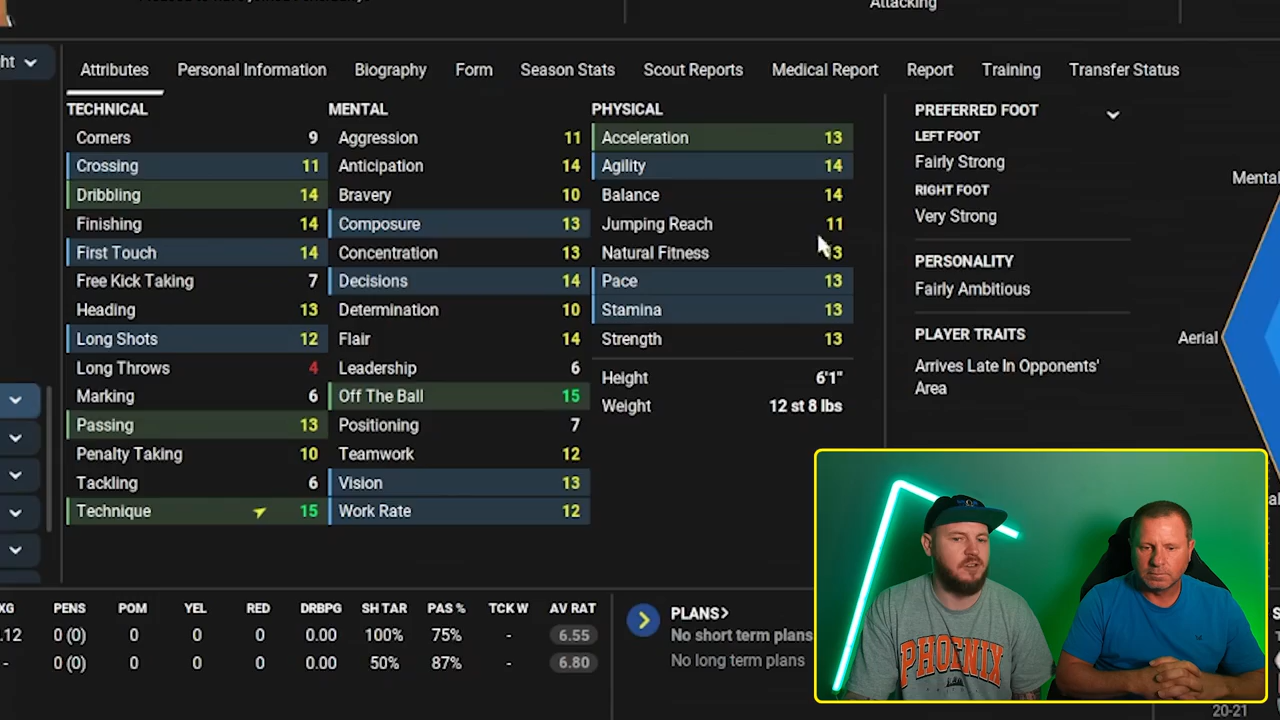 Attacking
ht
Attributes Personal Information Biography Form Season Stats Scout Reports Medical Report Report Training Transfer Status
TECHNICAL
Corners 9
Crossing 11
Dribbling 14
Finishing 14
First Touch 14
Free Kick Taking 7
Heading 13
Long Shots 12
Long Throws 4
Marking 6
Passing 13
Penalty Taking 10
Tackling 6
Technique 15
MENTAL
Aggression 11
Anticipation 14
Bravery 10
Composure 13
Concentration 13
Decisions 14
Determination 10
Flair 14
Leadership 6
Off The Ball 15
Positioning 7
Teamwork 12
Vision 13
Work Rate 12
PHYSICAL
Acceleration 13
Agility 14
Balance 14
Jumping Reach 11
Natural Fitness 3
Pace 13
Stamina 13
Strength 13
Height 6'1"
Weight 12 st 8 lbs
PREFERRED FOOT
LEFT FOOT
Fairly Strong
RIGHT FOOT
Very Strong
PERSONALITY
Fairly Ambitious
PLAYER TRAITS
Arrives Late In Opponents'
Area
Mental
Aerial
XG PENS POM YEL RED DRBPG SH TAR PAS % TCK W AV RAT
.12 0 (0) 0 0 0 0.00 100% 75% - 6.55
- 0 (0) 0 0 0 0.00 50% 87% - 6.80
PLANS>
No short term plans
No long term plans
PHOENIX
20-21